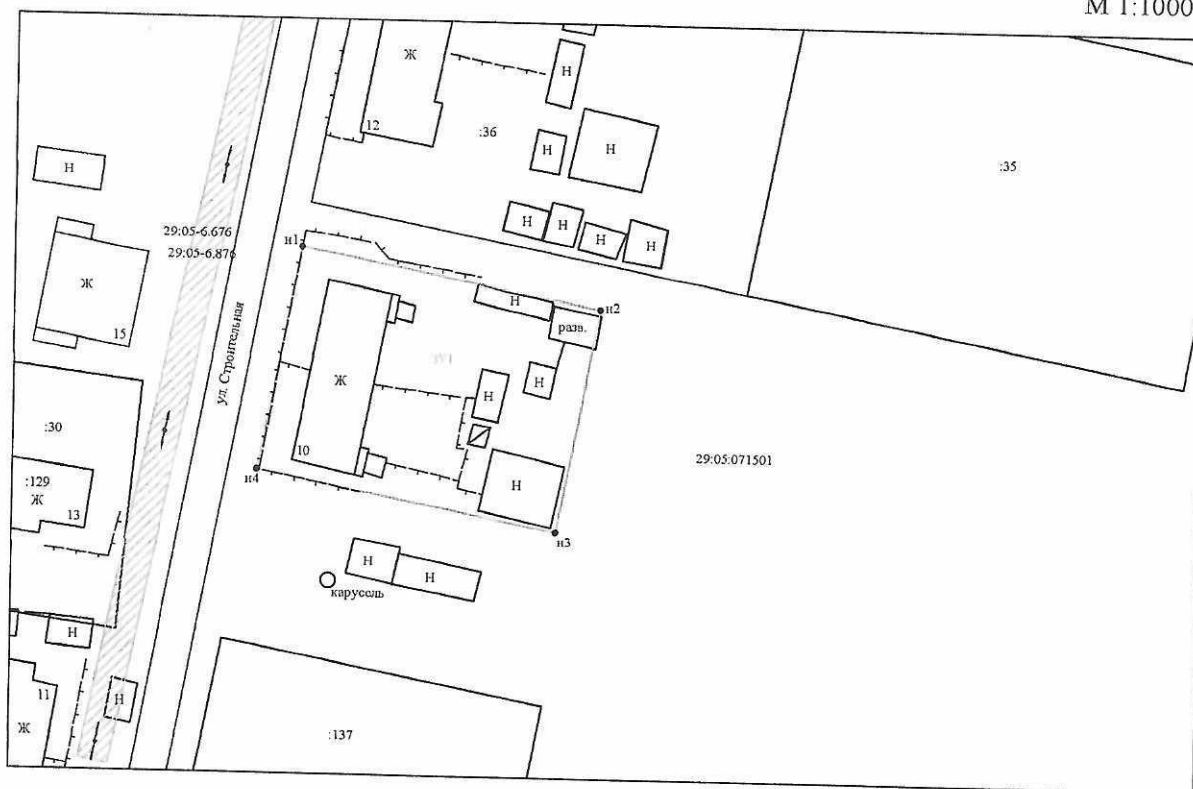 М 1:1000
Н
Ж
12
:36
Н
Н
Н
:35
Н
Н
Н
Н
29:05-6.676
29:05-6.876
н1
Ж
15
ул. Строительная
Н
н2
разв.
Ж
Н
Н
10
:30
29:05:071501
:129
Ж
13
н4
Н
н3
Н
Н
карусель
Н
11
Н
Ж
:137